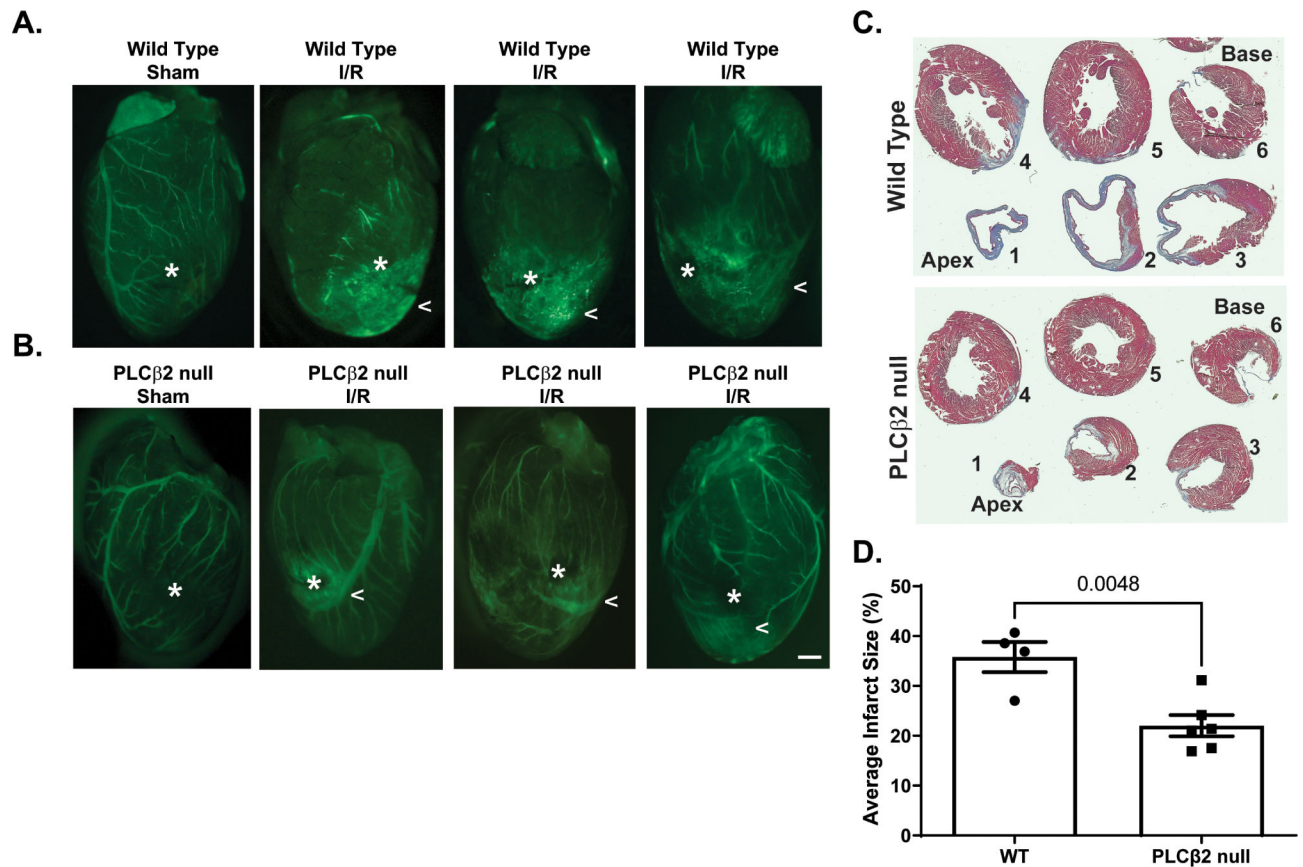 A.
Wild Type
Sham
Wild Type
I/R
Wild Type
I/R
Wild Type
I/R
*
*
<
*
<
*
<
B.
PLCβ2 null
Sham
PLCβ2 null
I/R
PLCβ2 null
I/R
PLCβ2 null
I/R
*
*
<
*
<
*
<
C.
Wild Type
Base
4
5
6
Apex
1
2
3
PLCβ2 null
Base
6
4
5
1
2
3
Apex
D.
0.0048
Average Infarct Size (%)
50
40
30
20
10
0
WT
PLCβ2 null